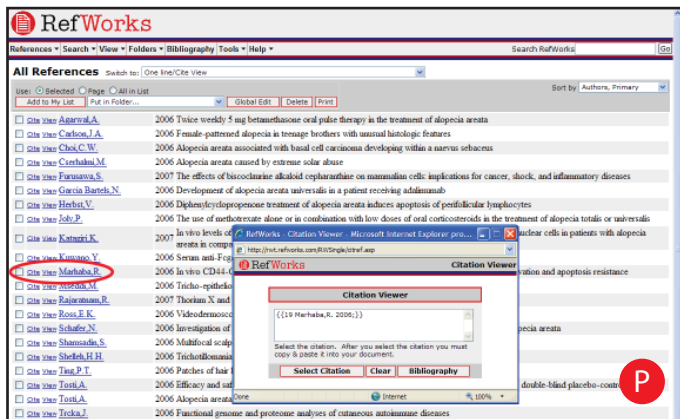 RefWorks
References Search View Folders Bibliography Tools Help Search RefWorks Go
All References Switch to: One line/Cite View
Use: Selected Page All in List Sort by Authors, Primary
Add to My List Put in Folder... Global Edit Delete Print
Cite View Agarwal,A. 2006 Twice weekly 5 mg betamethasone oral pulse therapy in the treatment of alopecia areata
Cite View Carlson,J.A. 2006 Female-patterned alopecia in teenage brothers with unusual histologic features
Cite View Choi,C.W. 2006 Alopecia areata associated with basal cell carcinoma developing within a naevus sebaceus
Cite View Cserhalmi,M. 2006 Alopecia areata caused by extreme solar abuse
Cite View Furusawa,S. 2007 The effects of biscoclaurine alkaloid cepharanthine on mammalian cells: implications for cancer, shock, and inflammatory diseases
Cite View Garcia Bartels,N. 2006 Development of alopecia areata universalis in a patient receiving adalimumab
Cite View Herbst,V. 2006 Diphenylcyclopropenone treatment of alopecia areata induces apoptosis of perifollicular lymphocytes
Cite View Joly,P. 2006 The use of methotrexate alone or in combination with low doses of oral corticosteroids in the treatment of alopecia totalis or universalis
Cite View Katagiri,K. 2007 In vivo levels of nuclear cells in patients with alopecia
areata in compa
Cite View Kuwano,Y. 2006 Serum anti-Fcg
Cite View Marhaba,R. 2006 In vivo CD44-C vation and apoptosis resistance
Cite View Mseddi,M. 2006 Tricho-epithelio
Cite View Rajaratnam,R. 2007 Thorium X and
Cite View Ross,E.K. 2006 Videodermosco
Cite View Schafer,N. 2006 Investigation of pecia areata
Cite View Shamsadin,S. 2006 Multifocal scalp
Cite View Shelleh,H.H. 2006 Trichotillomania
Cite View Ting,P.T. 2006 Patches of hair l
Cite View Tosti,A. 2006 Efficacy and saf double-blind placebo-contro
Cite View Tosti,A. 2006 Alopecia areata
Cite View Trcka,J. 2006 Functional genome and proteome analyses of cutaneous autoimmune diseases
RefWorks - Citation Viewer - Microsoft Internet Explorer pro...
http://rwt.refworks.com/RWSingle/citref.asp
RefWorks Citation Viewer
Citation Viewer
{{19 Marhaba,R. 2006;}}
Select the citation. After you select the citation you must
copy & paste it into your document.
Select Citation Clear Bibliography
Done Internet 100%
P